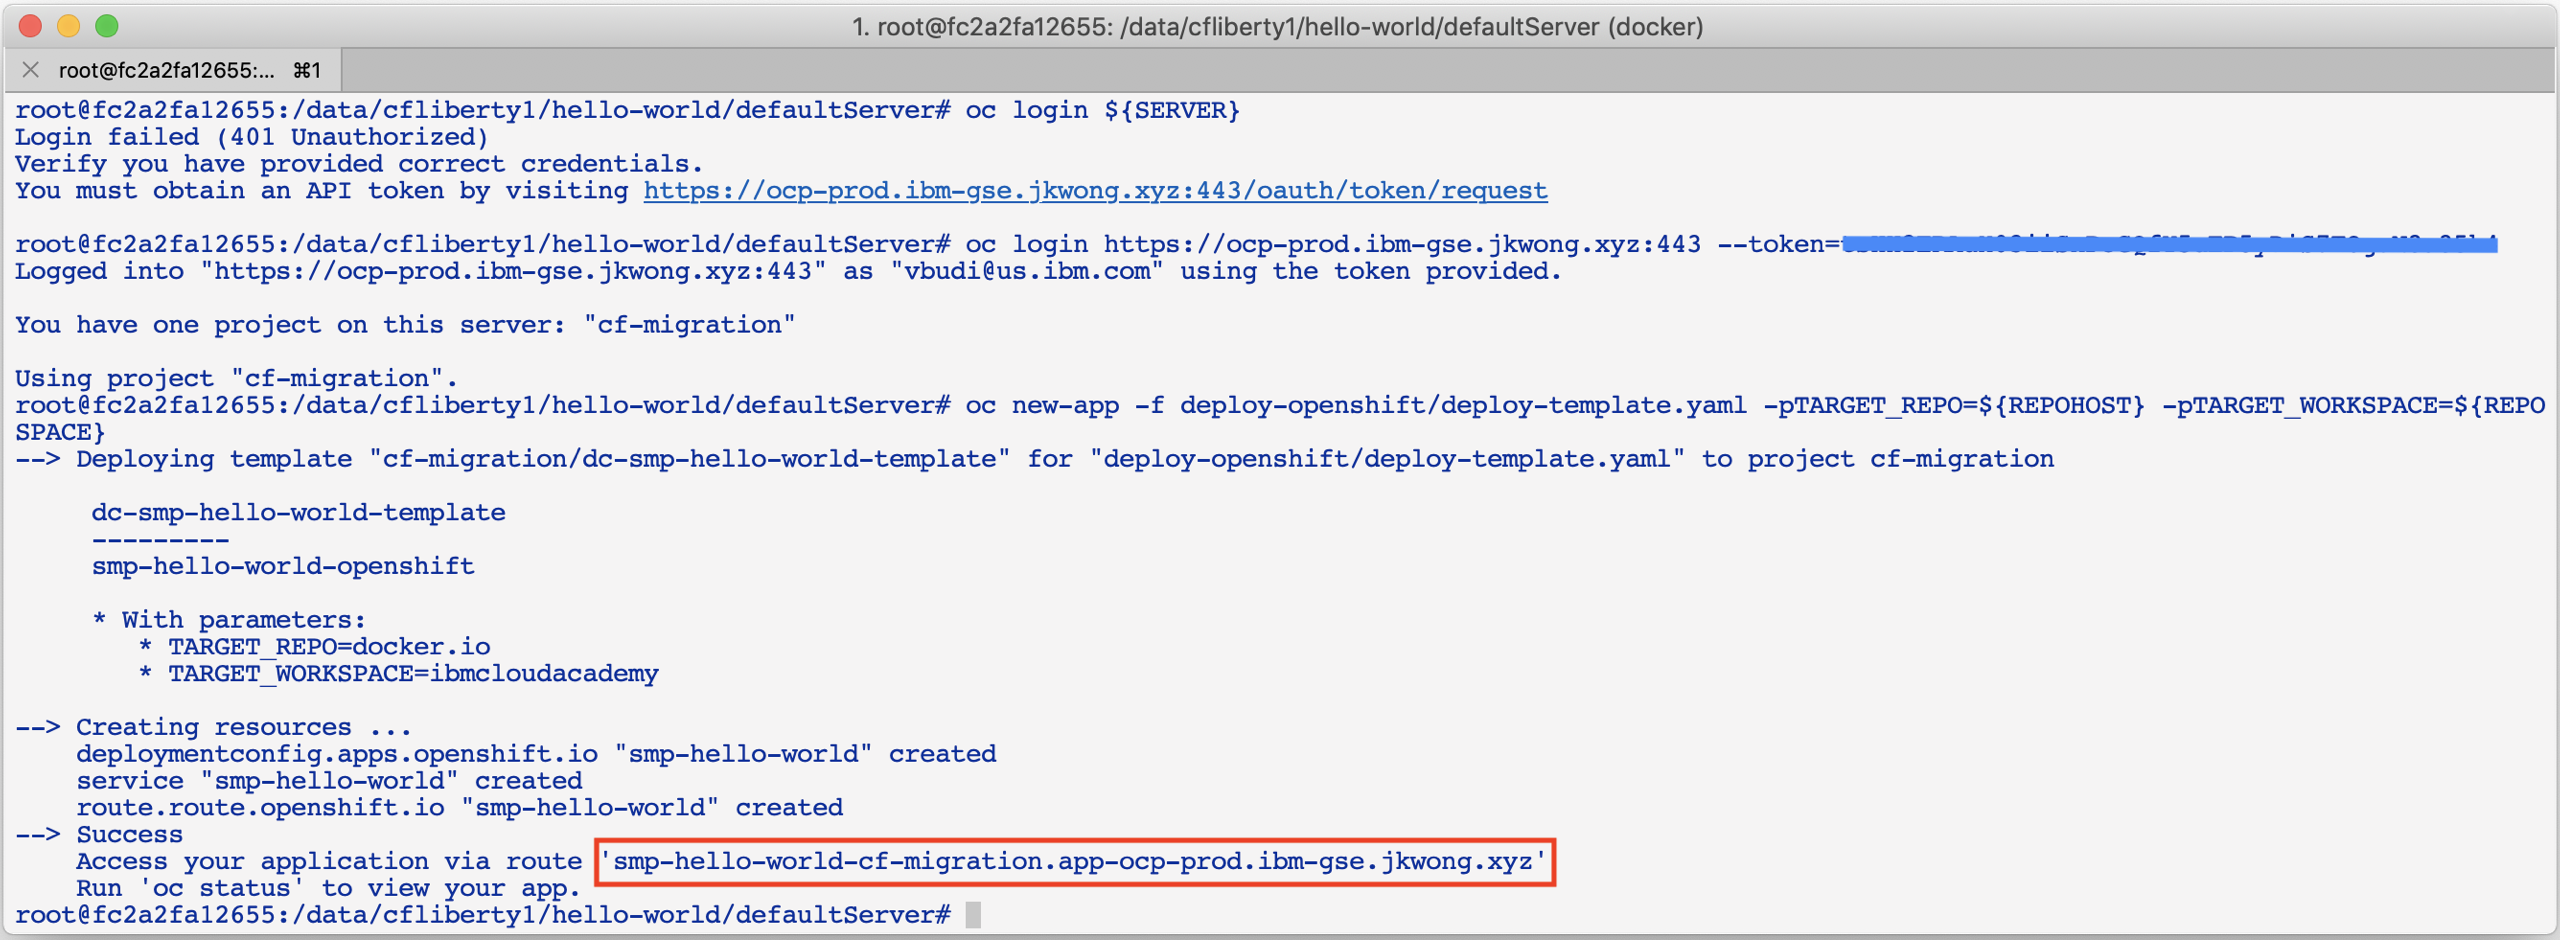 1. root@fc2a2fa12655: /data/cfliberty1/hello-world/defaultServer (docker)
root@fc2a2fa12655:... ⌘1
root@fc2a2fa12655:/data/cfliberty1/hello-world/defaultServer# oc login ${SERVER}
Login failed (401 Unauthorized)
Verify you have provided correct credentials.
You must obtain an API token by visiting https://ocp-prod.ibm-gse.jkwong.xyz:443/oauth/token/request
root@fc2a2fa12655:/data/cfliberty1/hello-world/defaultServer# oc login https://ocp-prod.ibm-gse.jkwong.xyz:443 --token=
Logged into "https://ocp-prod.ibm-gse.jkwong.xyz:443" as "vbudi@us.ibm.com" using the token provided.
You have one project on this server: "cf-migration"
Using project "cf-migration".
root@fc2a2fa12655:/data/cfliberty1/hello-world/defaultServer# oc new-app -f deploy-openshift/deploy-template.yaml -pTARGET_REPO=${REPOHOST} -pTARGET_WORKSPACE=${REPO
SPACE}
--> Deploying template "cf-migration/dc-smp-hello-world-template" for "deploy-openshift/deploy-template.yaml" to project cf-migration
dc-smp-hello-world-template
---------
smp-hello-world-openshift
* With parameters:
* TARGET_REPO=docker.io
* TARGET_WORKSPACE=ibmcloudacademy
--> Creating resources ...
deploymentconfig.apps.openshift.io "smp-hello-world" created
service "smp-hello-world" created
route.route.openshift.io "smp-hello-world" created
--> Success
Access your application via route 'smp-hello-world-cf-migration.app-ocp-prod.ibm-gse.jkwong.xyz'
Run 'oc status' to view your app.
root@fc2a2fa12655:/data/cfliberty1/hello-world/defaultServer#